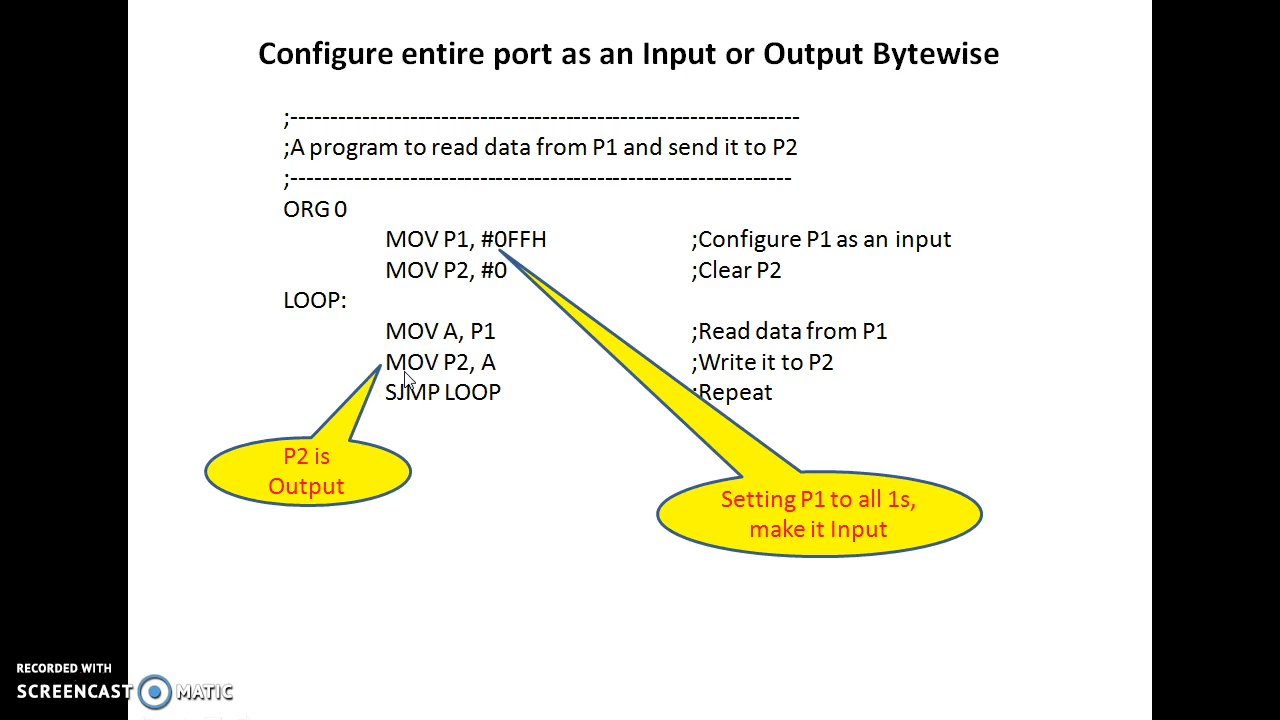 Configure entire port as an Input or Output Bytewise
;----------------------------------------------------------------
;A program to read data from P1 and send it to P2
;---------------------------------------------------------------
ORG 0
MOV P1, #0FFH ;Configure P1 as an input
MOV P2, #0 ;Clear P2
LOOP:
MOV A, P1 ;Read data from P1
MOV P2, A ;Write it to P2
SJMP LOOP ;Repeat
P2 is
Output
Setting P1 to all 1s,
make it Input
RECORDED WITH
SCREENCAST MATIC